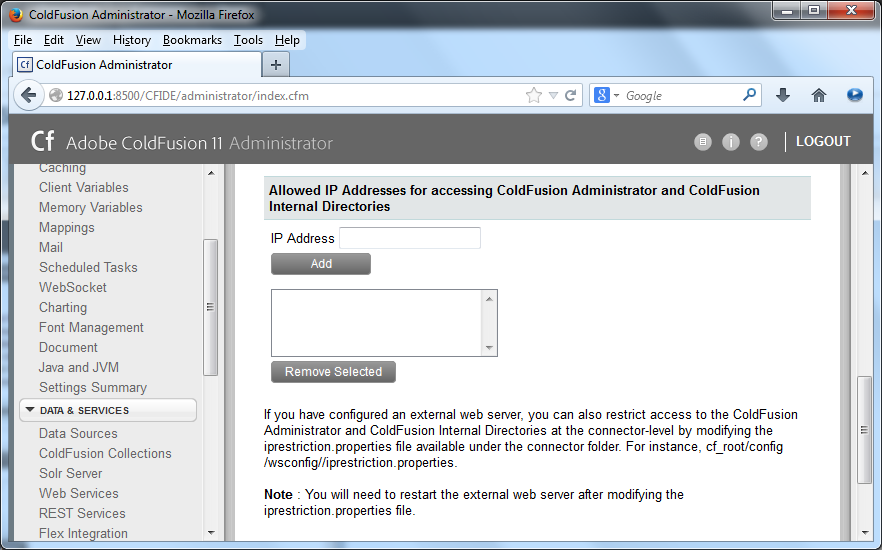 ColdFusion Administrator - Mozilla Firefox
File Edit View History Bookmarks Tools Help
Cf ColdFusion Administrator
127.0.0.1:8500/CFIDE/administrator/index.cfm
Google
Cf Adobe ColdFusion 11 Administrator
LOGOUT
Caching
Client Variables
Memory Variables
Mappings
Mail
Scheduled Tasks
WebSocket
Charting
Font Management
Document
Java and JVM
Settings Summary
DATA & SERVICES
Data Sources
ColdFusion Collections
Solr Server
Web Services
REST Services
Flex Integration
Allowed IP Addresses for accessing ColdFusion Administrator and ColdFusion
Internal Directories
IP Address
Add
Remove Selected
If you have configured an external web server, you can also restrict access to the ColdFusion
Administrator and ColdFusion Internal Directories at the connector-level by modifying the
iprestriction.properties file available under the connector folder. For instance, cf_root/config
/wsconfig//iprestriction.properties.
Note : You will need to restart the external web server after modifying the
iprestriction.properties file.